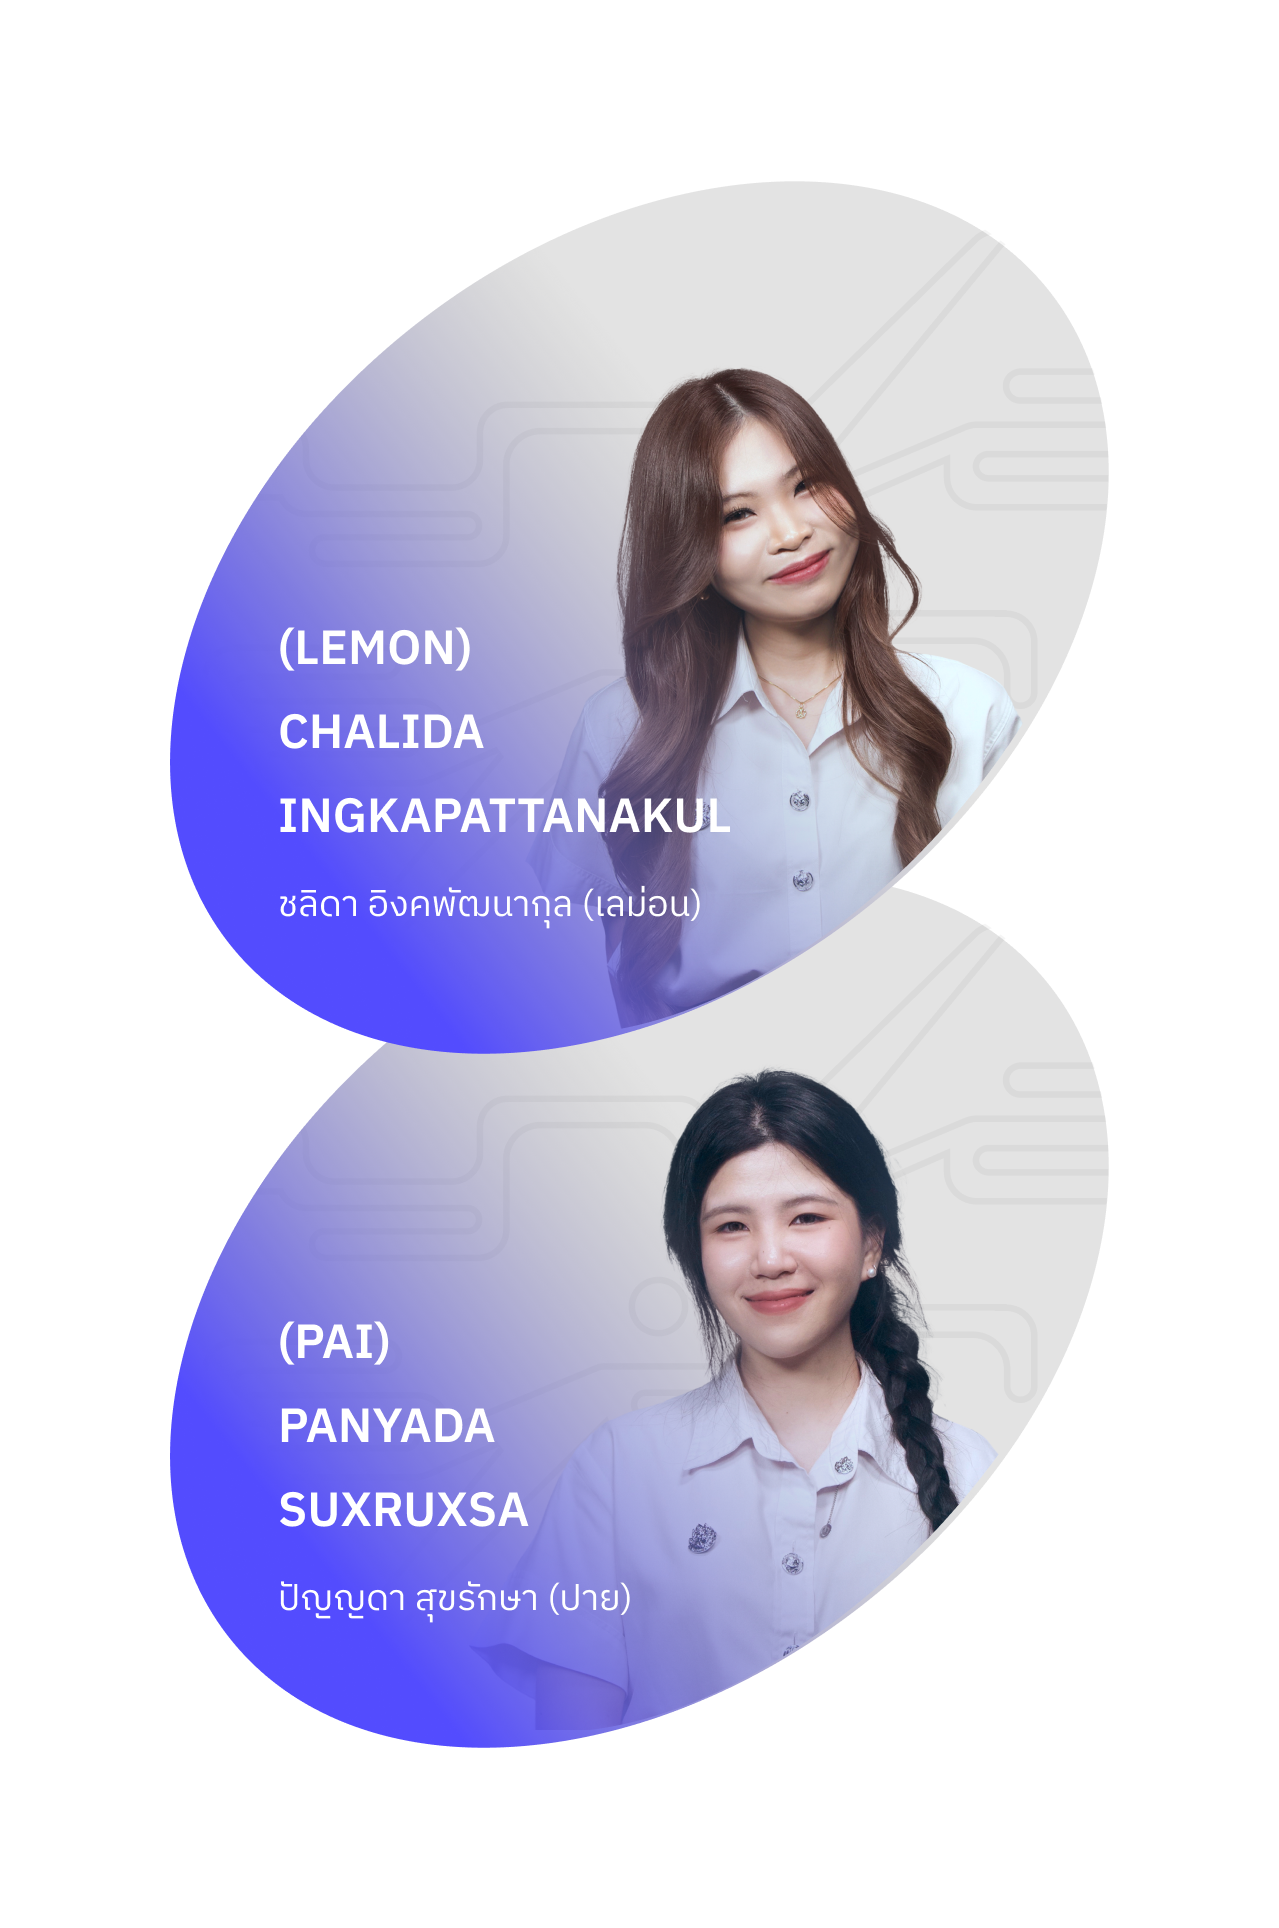 (LEMON)
CHALIDA
INGKAPATTANAKUL
ชลิดา อิงคพัฒนากุล (เลม่อน)
(PAI)
PANYADA
SUXRUXSA
ปัญญดา สุขรักษา (ปาย)